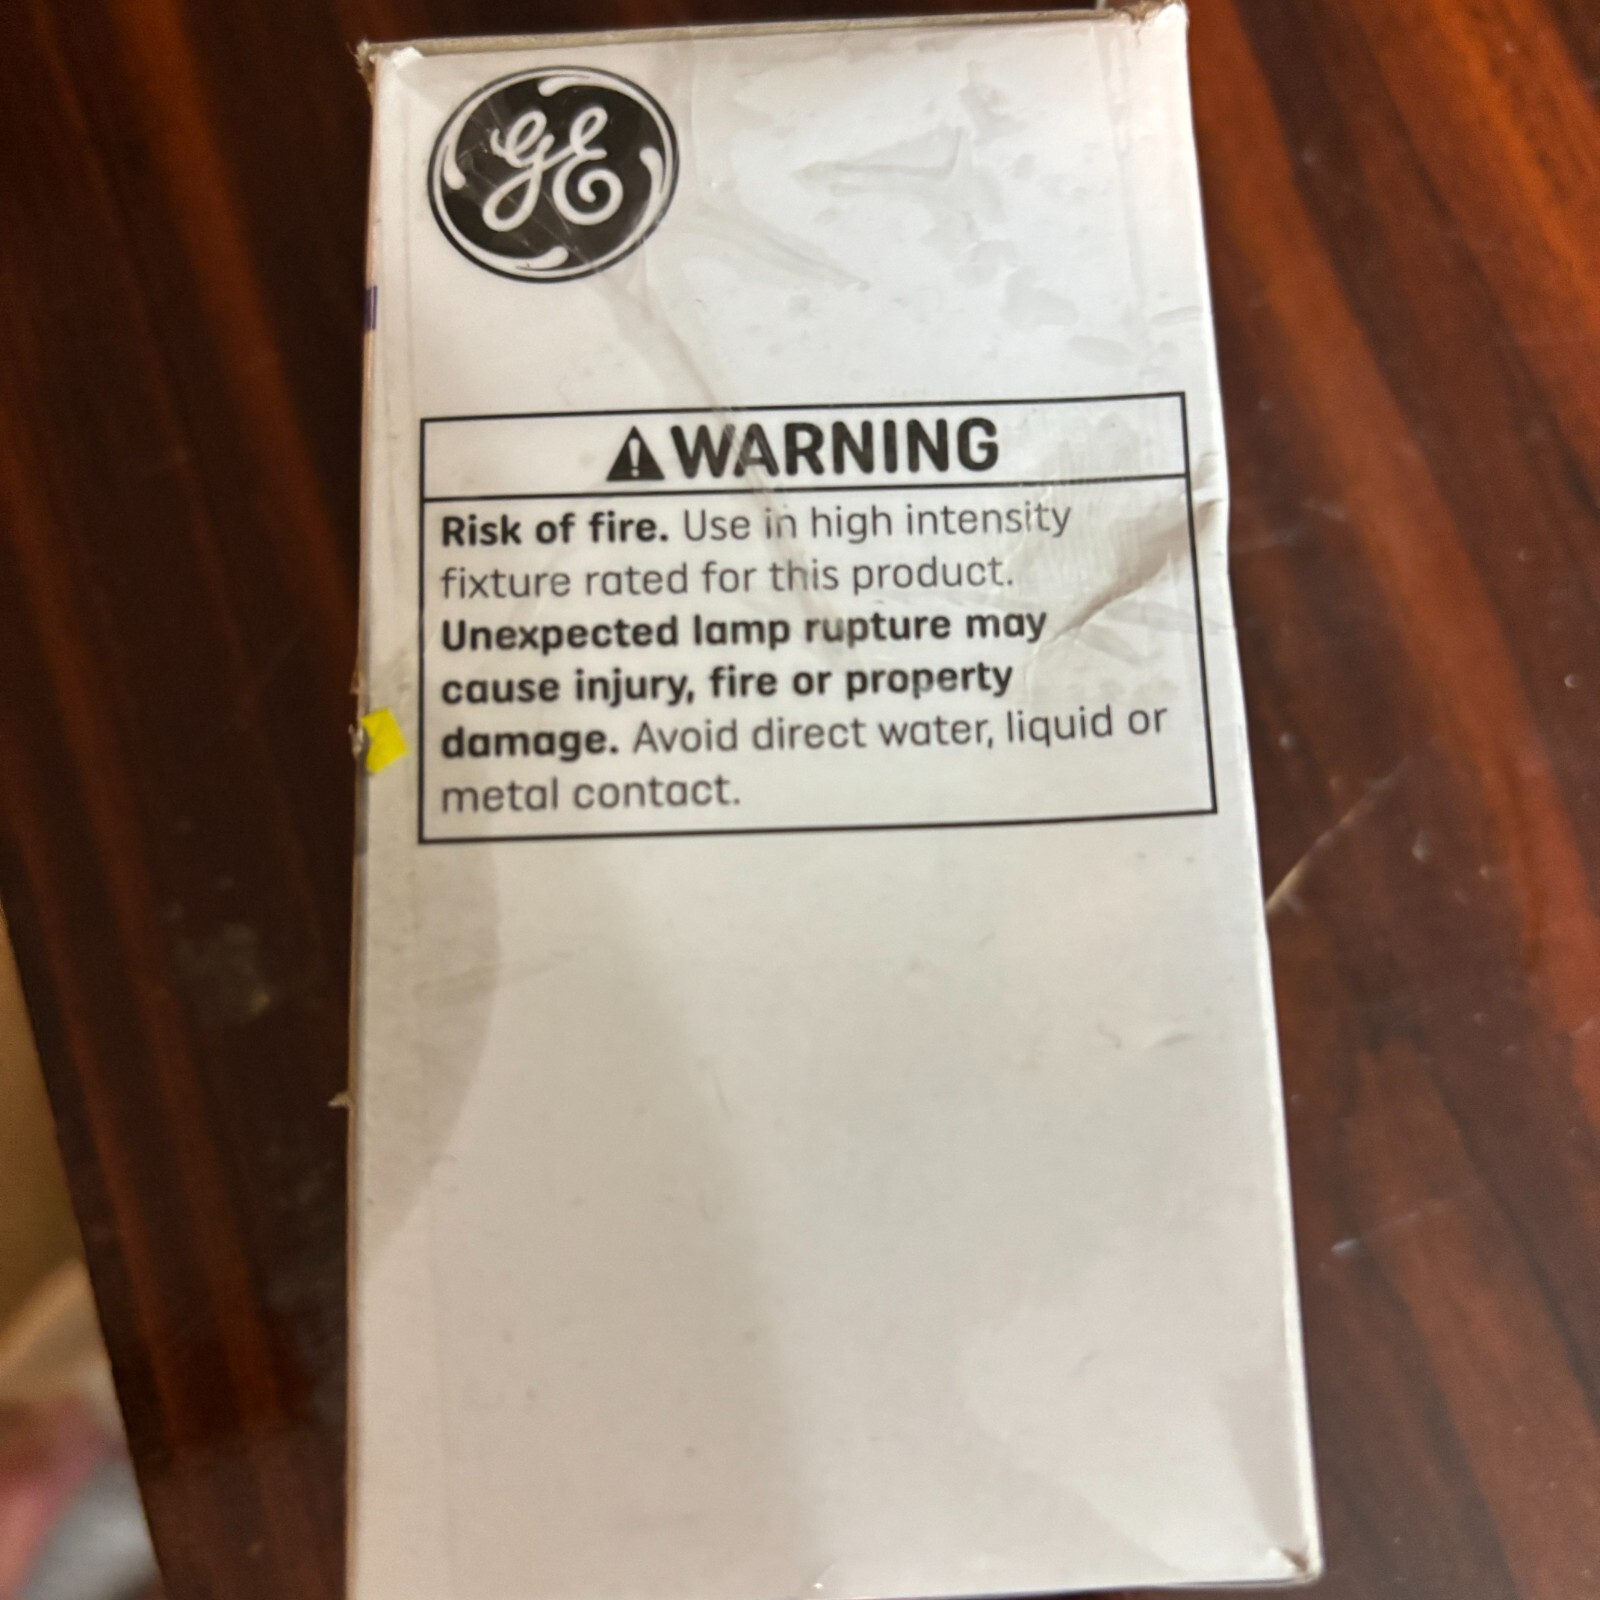 GE
⚠WARNING
Risk of fire. Use in high intensity
fixture rated for this product.
Unexpected lamp rupture may
cause injury, fire or property
damage. Avoid direct water, liquid or
metal contact.